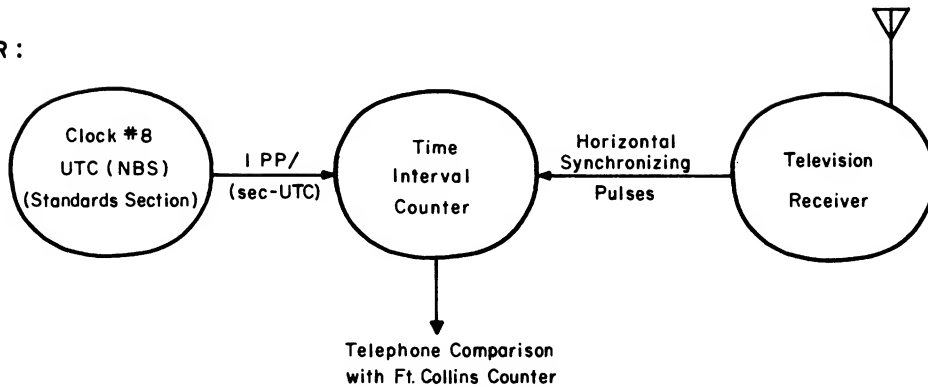 R:
Clock #8
UTC (NBS)
(Standards Section)
1 PP/
(sec-UTC)
Time
Interval
Counter
Horizontal
Synchronizing
Pulses
Television
Receiver
Telephone Comparison
with Ft. Collins Counter